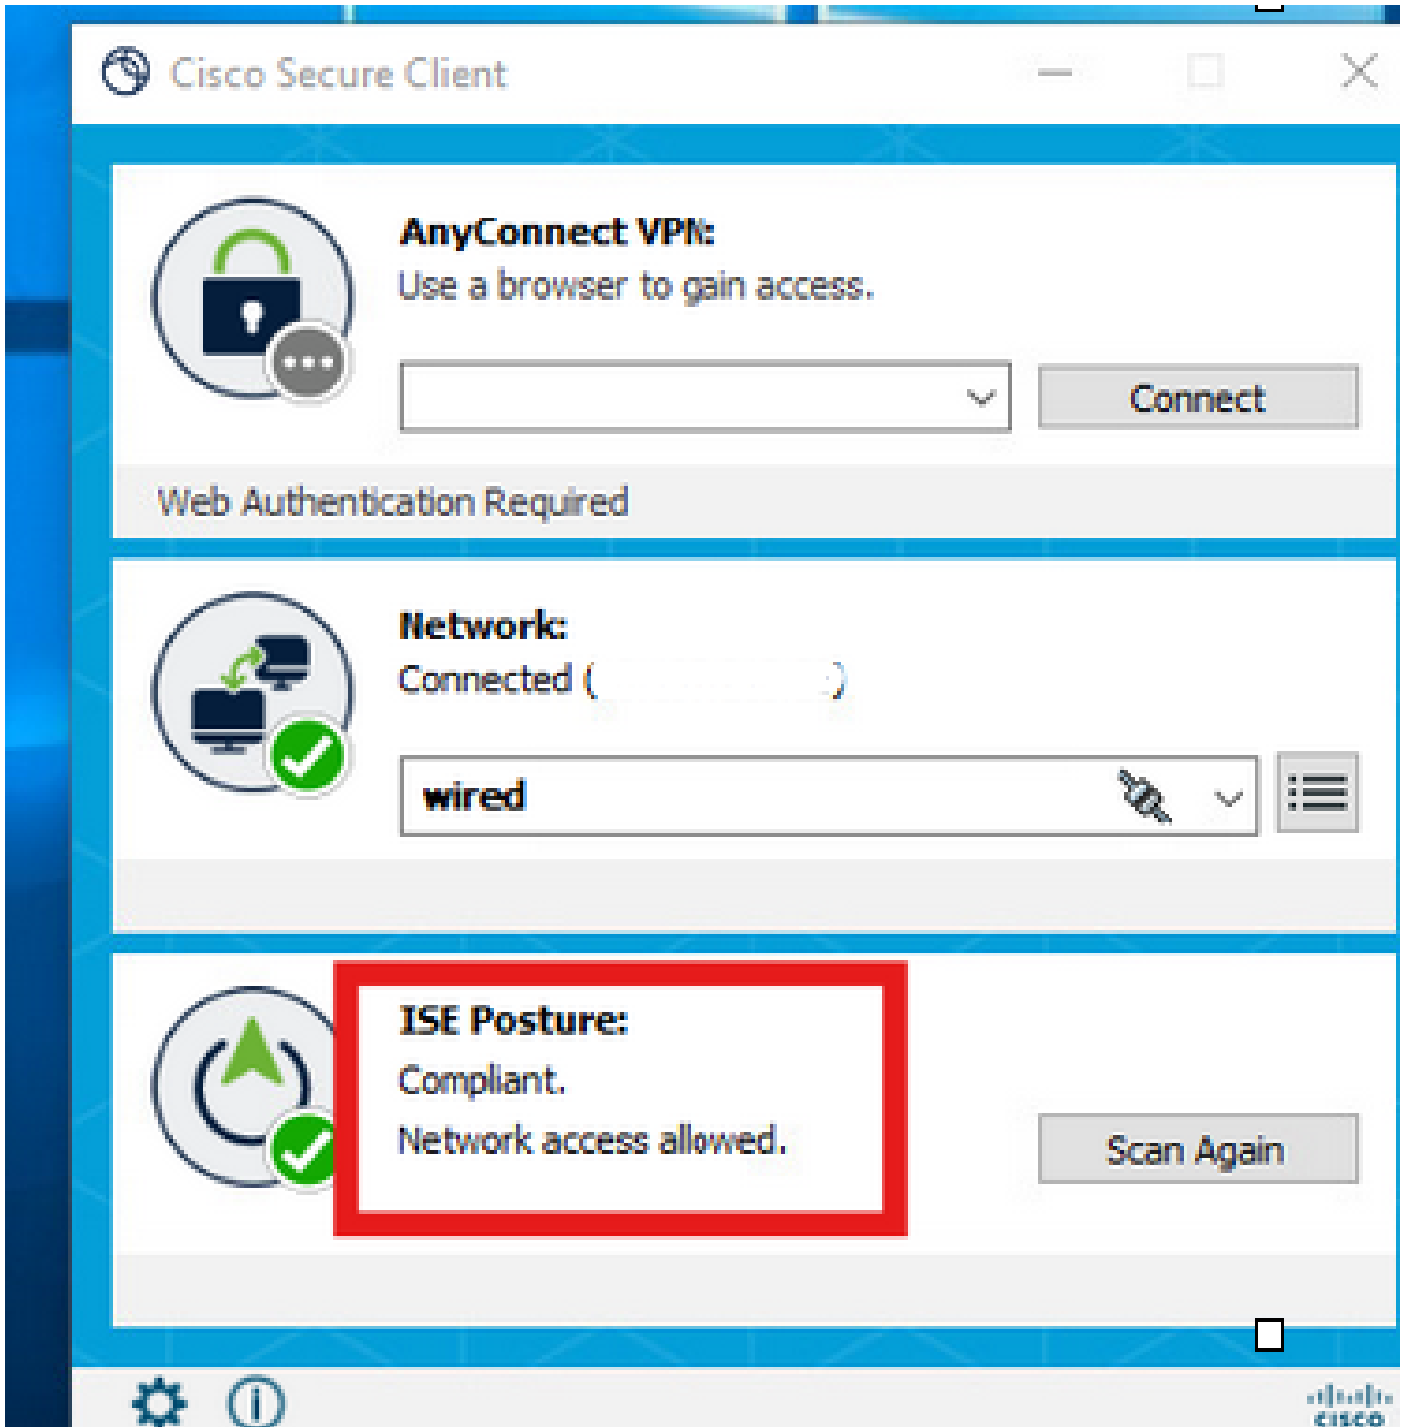 Cisco Secure Client
AnyConnect VPN:
Use a browser to gain access.
Connect
Web Authentication Required
Network:
Connected ( )
wired
ISE Posture:
Compliant.
Network access allowed.
Scan Again
CISCO